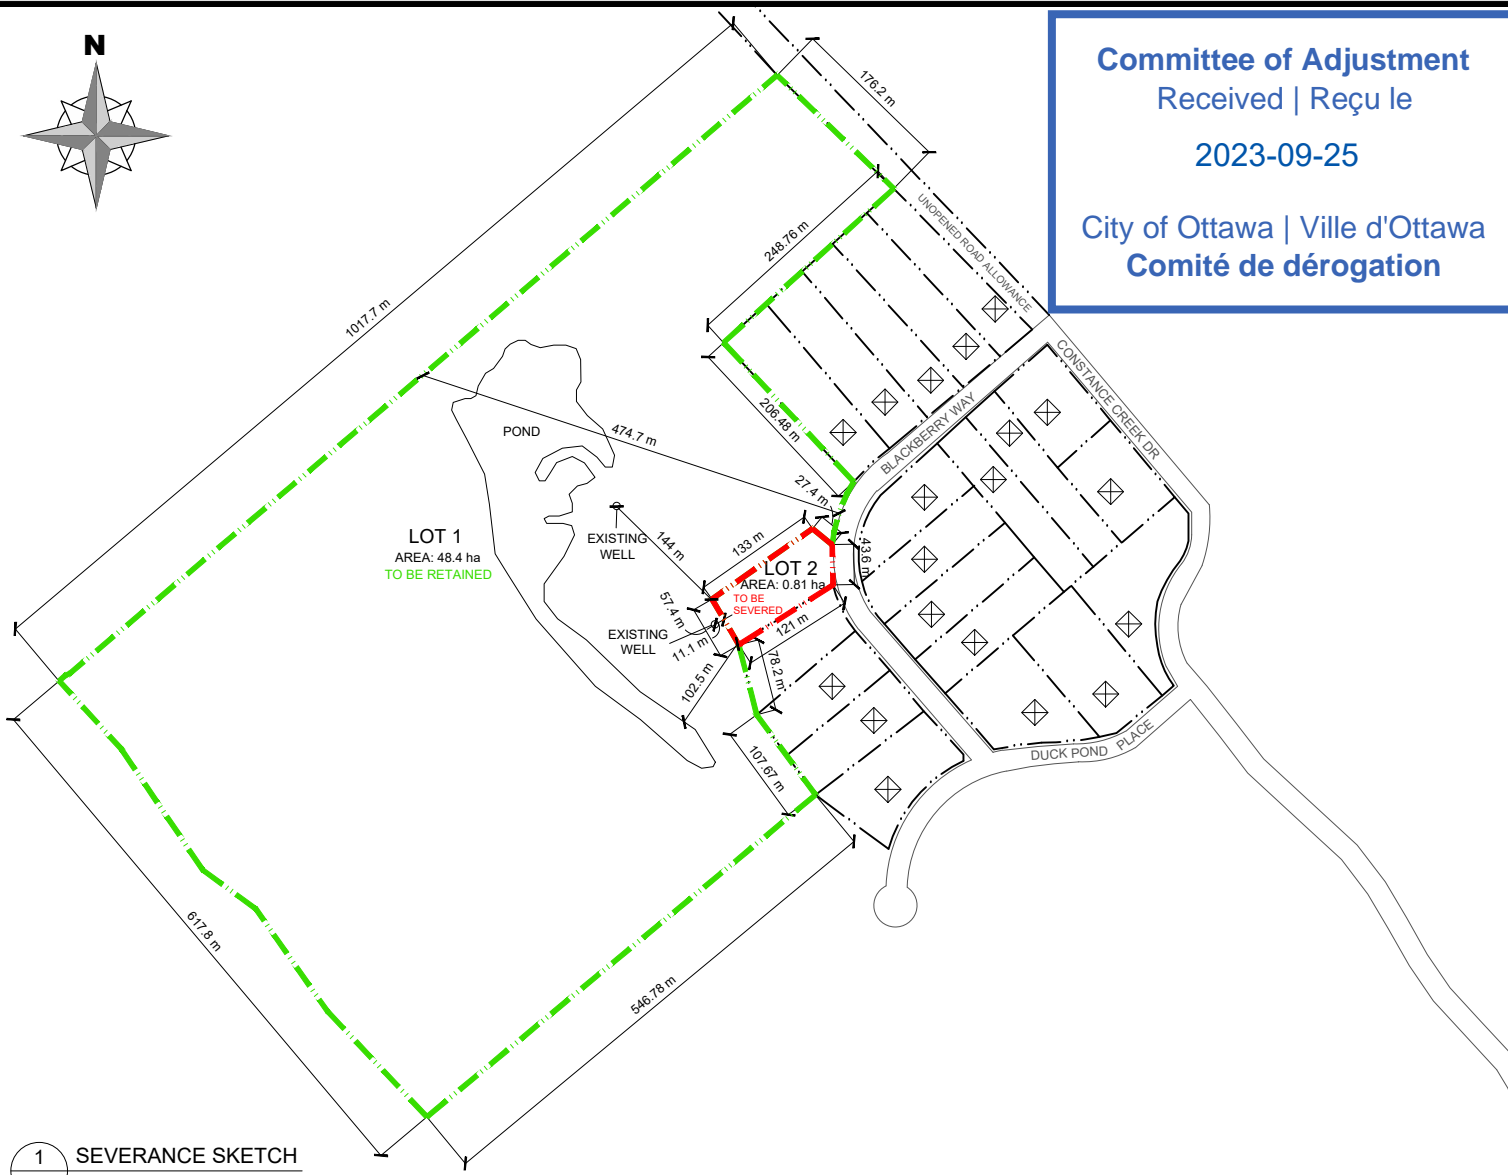 N
Committee of Adjustment
Received | Reçu le
2023-09-25
City of Ottawa | Ville d'Ottawa
Comité de dérogation
176.2 m
UNOPENED ROAD ALLOWANCE
248.76 m
1017.7 m
CONSTANCE CREEK DR
206.48 m
BLACKBERRY WAY
474.7 m
POND
27.4 m
LOT 1
AREA: 48.4 ha
TO BE RETAINED
EXISTING
WELL
144 m
133 m
43.6 m
LOT 2
AREA: 0.81 ha
TO BE
SEVERED
57.4 m
EXISTING
WELL
11.1 m
121 m
78.2 m
102.5 m
107.67 m
DUCK POND PLACE
617.8 m
546.78 m
1
SEVERANCE SKETCH